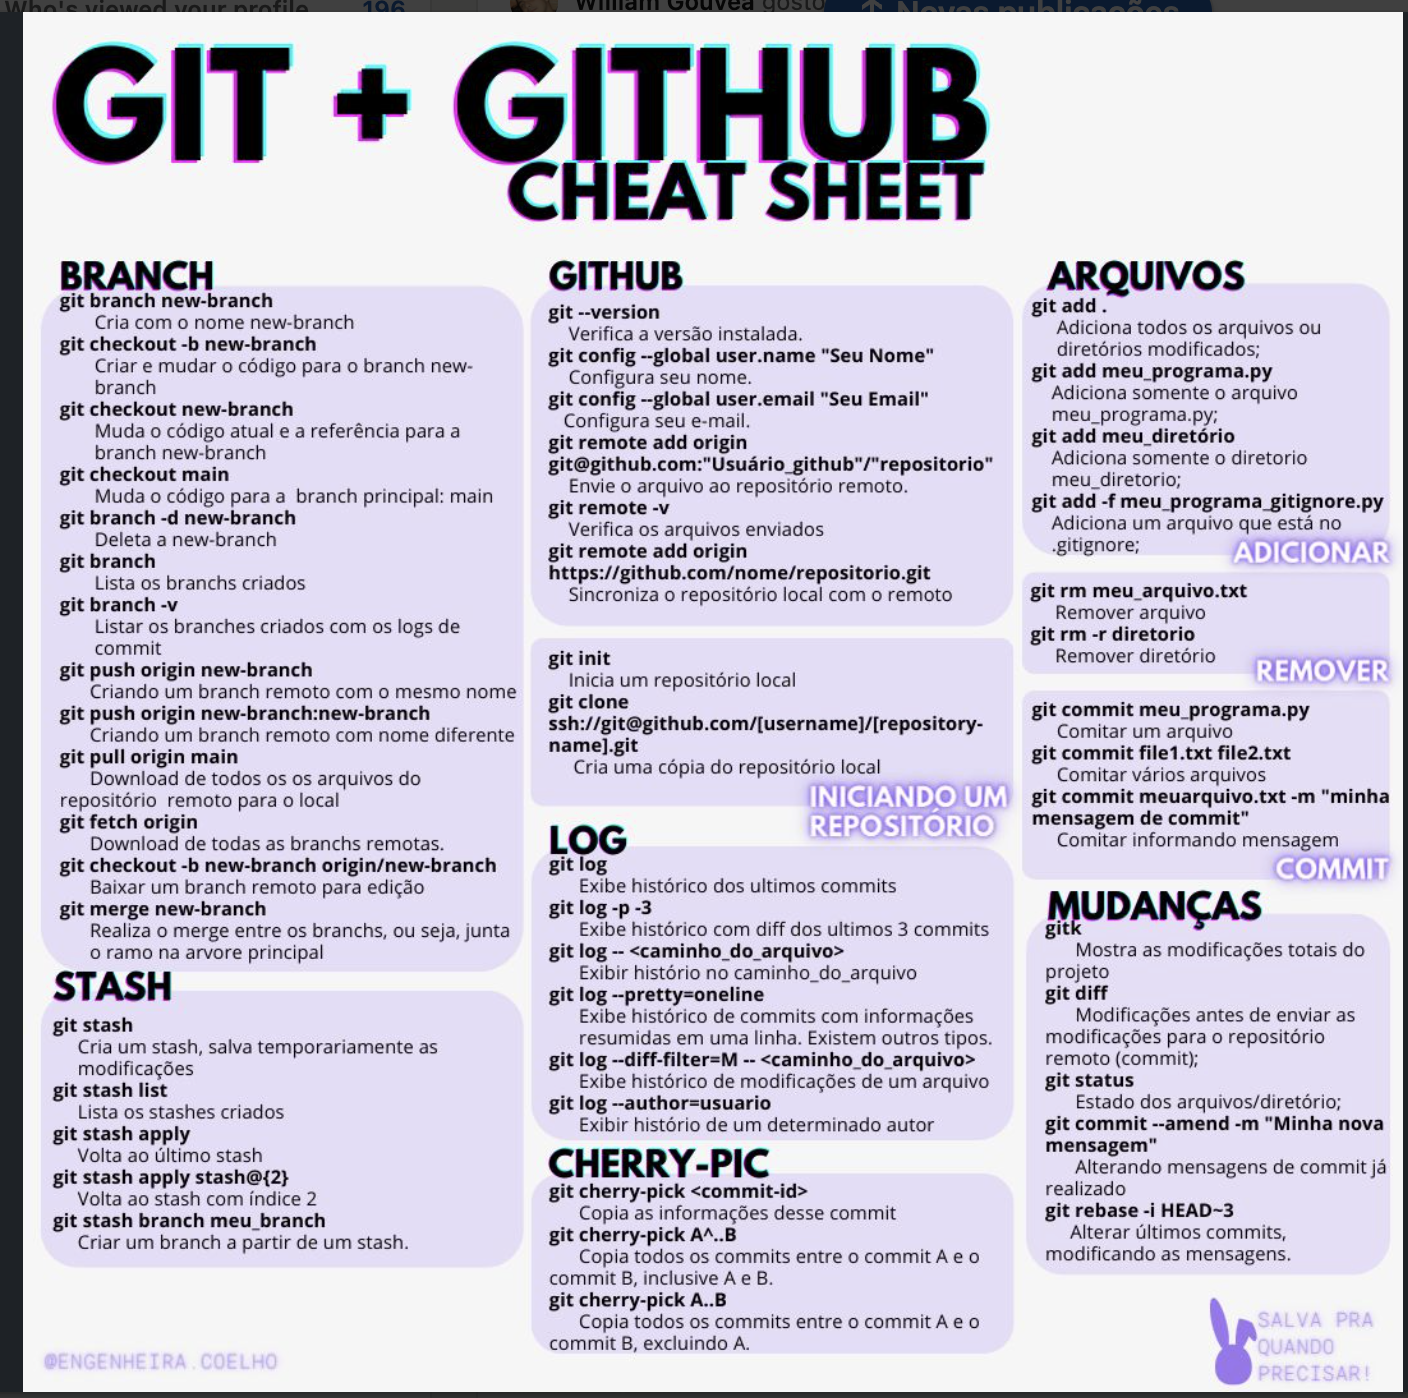 Who's viewed your profile
196
William Gouvea gosto
↑ Novas publicações
GIT + GITHUB
CHEAT SHEET
BRANCH
git branch new-branch
Cria com o nome new-branch
git checkout -b new-branch
Criar e mudar o código para o branch new-
branch
git checkout new-branch
Muda o código atual e a referência para a
branch new-branch
git checkout main
Muda o código para a  branch principal: main
git branch -d new-branch
Deleta a new-branch
git branch
Lista os branchs criados
git branch -v
Listar os branches criados com os logs de
commit
git push origin new-branch
Criando um branch remoto com o mesmo nome
git push origin new-branch:new-branch
Criando um branch remoto com nome diferente
git pull origin main
Download de todos os os arquivos do
repositório  remoto para o local
git fetch origin
Download de todas as branchs remotas.
git checkout -b new-branch origin/new-branch
Baixar um branch remoto para edição
git merge new-branch
Realiza o merge entre os branchs, ou seja, junta
o ramo na arvore principal
STASH
git stash
Cria um stash, salva temporariamente as
modificações
git stash list
Lista os stashes criados
git stash apply
Volta ao último stash
git stash apply stash@{2}
Volta ao stash com índice 2
git stash branch meu_branch
Criar um branch a partir de um stash.
@ENGENHEIRA.COELHO
GITHUB
git --version
Verifica a versão instalada.
git config --global user.name "Seu Nome"
Configura seu nome.
git config --global user.email "Seu Email"
Configura seu e-mail.
git remote add origin
git@github.com:"Usuário_github"/"repositorio"
Envie o arquivo ao repositório remoto.
git remote -v
Verifica os arquivos enviados
git remote add origin
https://github.com/nome/repositorio.git
Sincroniza o repositório local com o remoto
git init
Inicia um repositório local
git clone
ssh://git@github.com/[username]/[repository-
name].git
Cria uma cópia do repositório local
INICIANDO UM
REPOSITÓRIO
LOG
git log
Exibe histórico dos ultimos commits
git log -p -3
Exibe histórico com diff dos ultimos 3 commits
git log -- <caminho_do_arquivo>
Exibir histório no caminho_do_arquivo
git log --pretty=oneline
Exibe histórico de commits com informações
resumidas em uma linha. Existem outros tipos.
git log --diff-filter=M -- <caminho_do_arquivo>
Exibe histórico de modificações de um arquivo
git log --author=usuario
Exibir histório de um determinado autor
CHERRY-PIC
git cherry-pick <commit-id>
Copia as informações desse commit
git cherry-pick A^..B
Copia todos os commits entre o commit A e o
commit B, inclusive A e B.
git cherry-pick A..B
Copia todos os commits entre o commit A e o
commit B, excluindo A.
ARQUIVOS
git add .
Adiciona todos os arquivos ou
diretórios modificados;
git add meu_programa.py
Adiciona somente o arquivo
meu_programa.py;
git add meu_diretório
Adiciona somente o diretorio
meu_diretorio;
git add -f meu_programa_gitignore.py
Adiciona um arquivo que está no
.gitignore;
ADICIONAR
git rm meu_arquivo.txt
Remover arquivo
git rm -r diretorio
Remover diretório
REMOVER
git commit meu_programa.py
Comitar um arquivo
git commit file1.txt file2.txt
Comitar vários arquivos
git commit meuarquivo.txt -m "minha
mensagem de commit"
Comitar informando mensagem
COMMIT
MUDANÇAS
gitk
Mostra as modificações totais do
projeto
git diff
Modificações antes de enviar as
modificações para o repositório
remoto (commit);
git status
Estado dos arquivos/diretório;
git commit --amend -m "Minha nova
mensagem"
Alterando mensagens de commit já
realizado
git rebase -i HEAD~3
Alterar últimos commits,
modificando as mensagens.
SALVA PRA
QUANDO
PRECISAR!